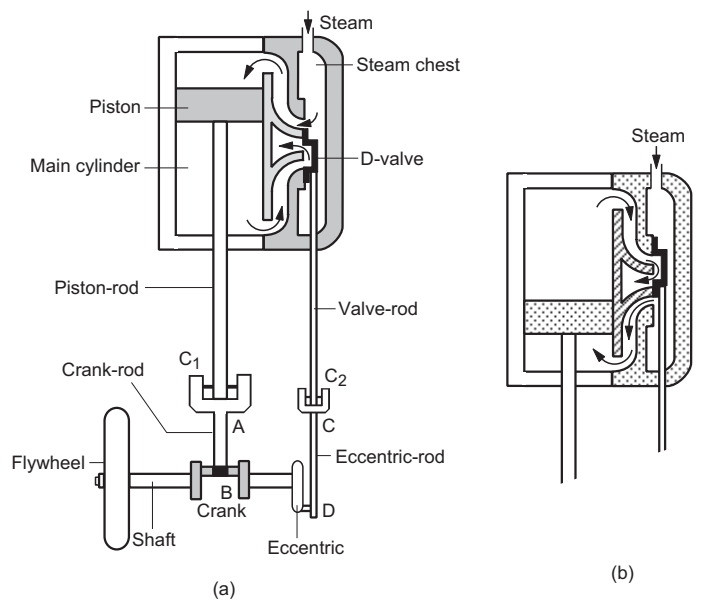 Steam
Steam chest
Piston
D-valve
Main cylinder
Piston-rod
Valve-rod
C1
C2
Crank-rod
A
C
Flywheel
Eccentric-rod
B
Crank
D
Shaft
Eccentric
(a)
Steam
(b)